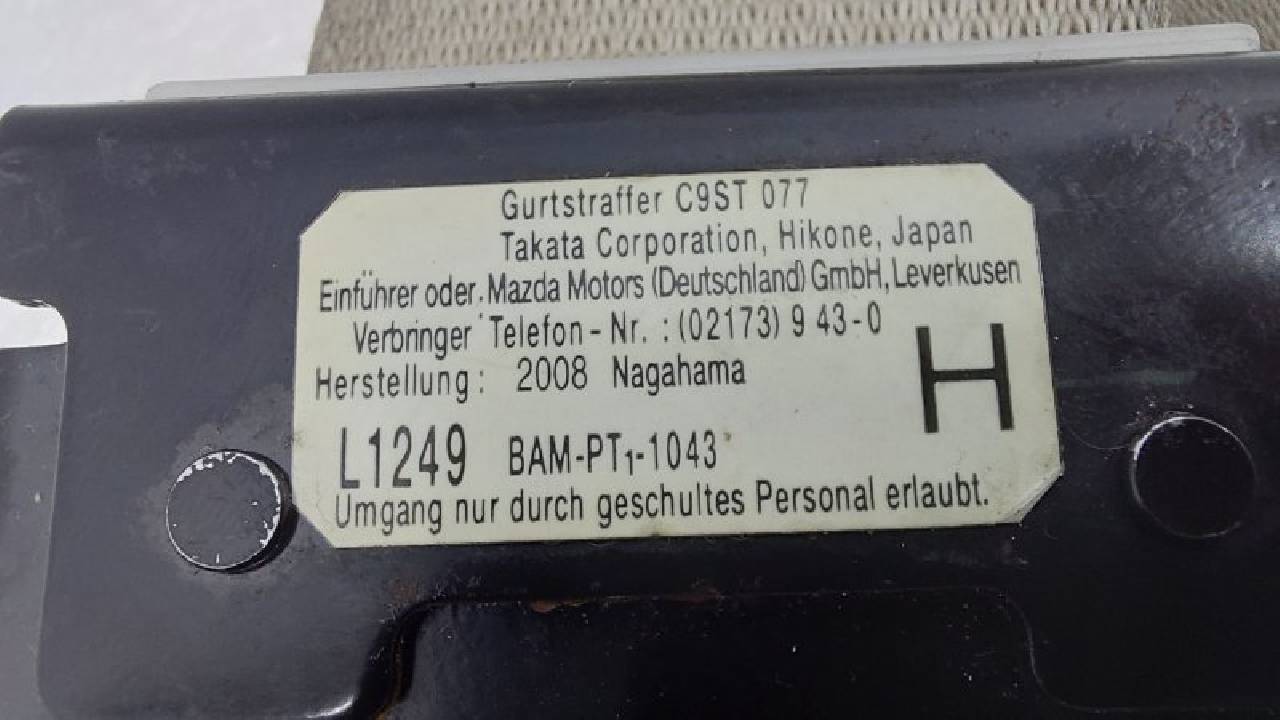 Gurtstraffer C9ST 077
Takata Corporation, Hikone, Japan
Einführer oder. Mazda Motors (Deutschland) GmbH, Leverkusen
Verbringer Telefon-Nr. : (02173) 9 43-0
Herstellung: 2008 Nagahama
H
L1249 BAM-PT1-1043
Umgang nur durch geschultes Personal erlaubt.